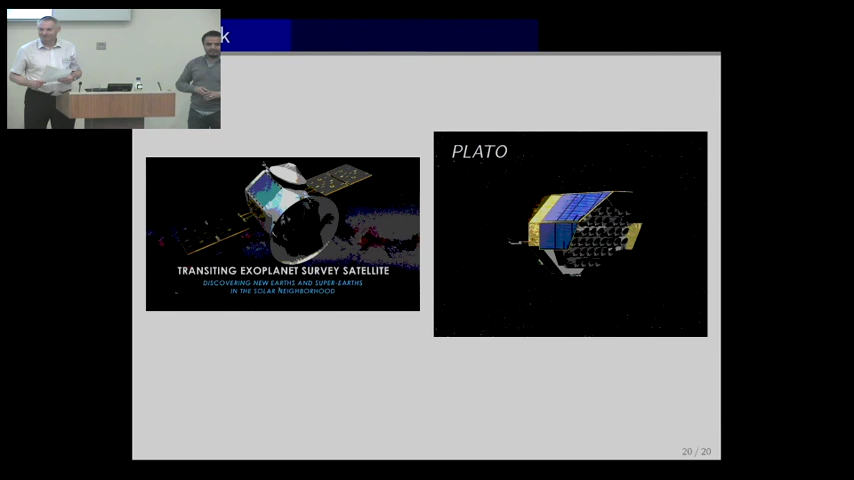 k
PLATO
TRANSITING EXOPLANET SURVEY SATELLITE
DISCOVERING NEW EARTHS AND SUPER-EARTHS
IN THE SOLAR NEIGHBORHOOD
20 / 20